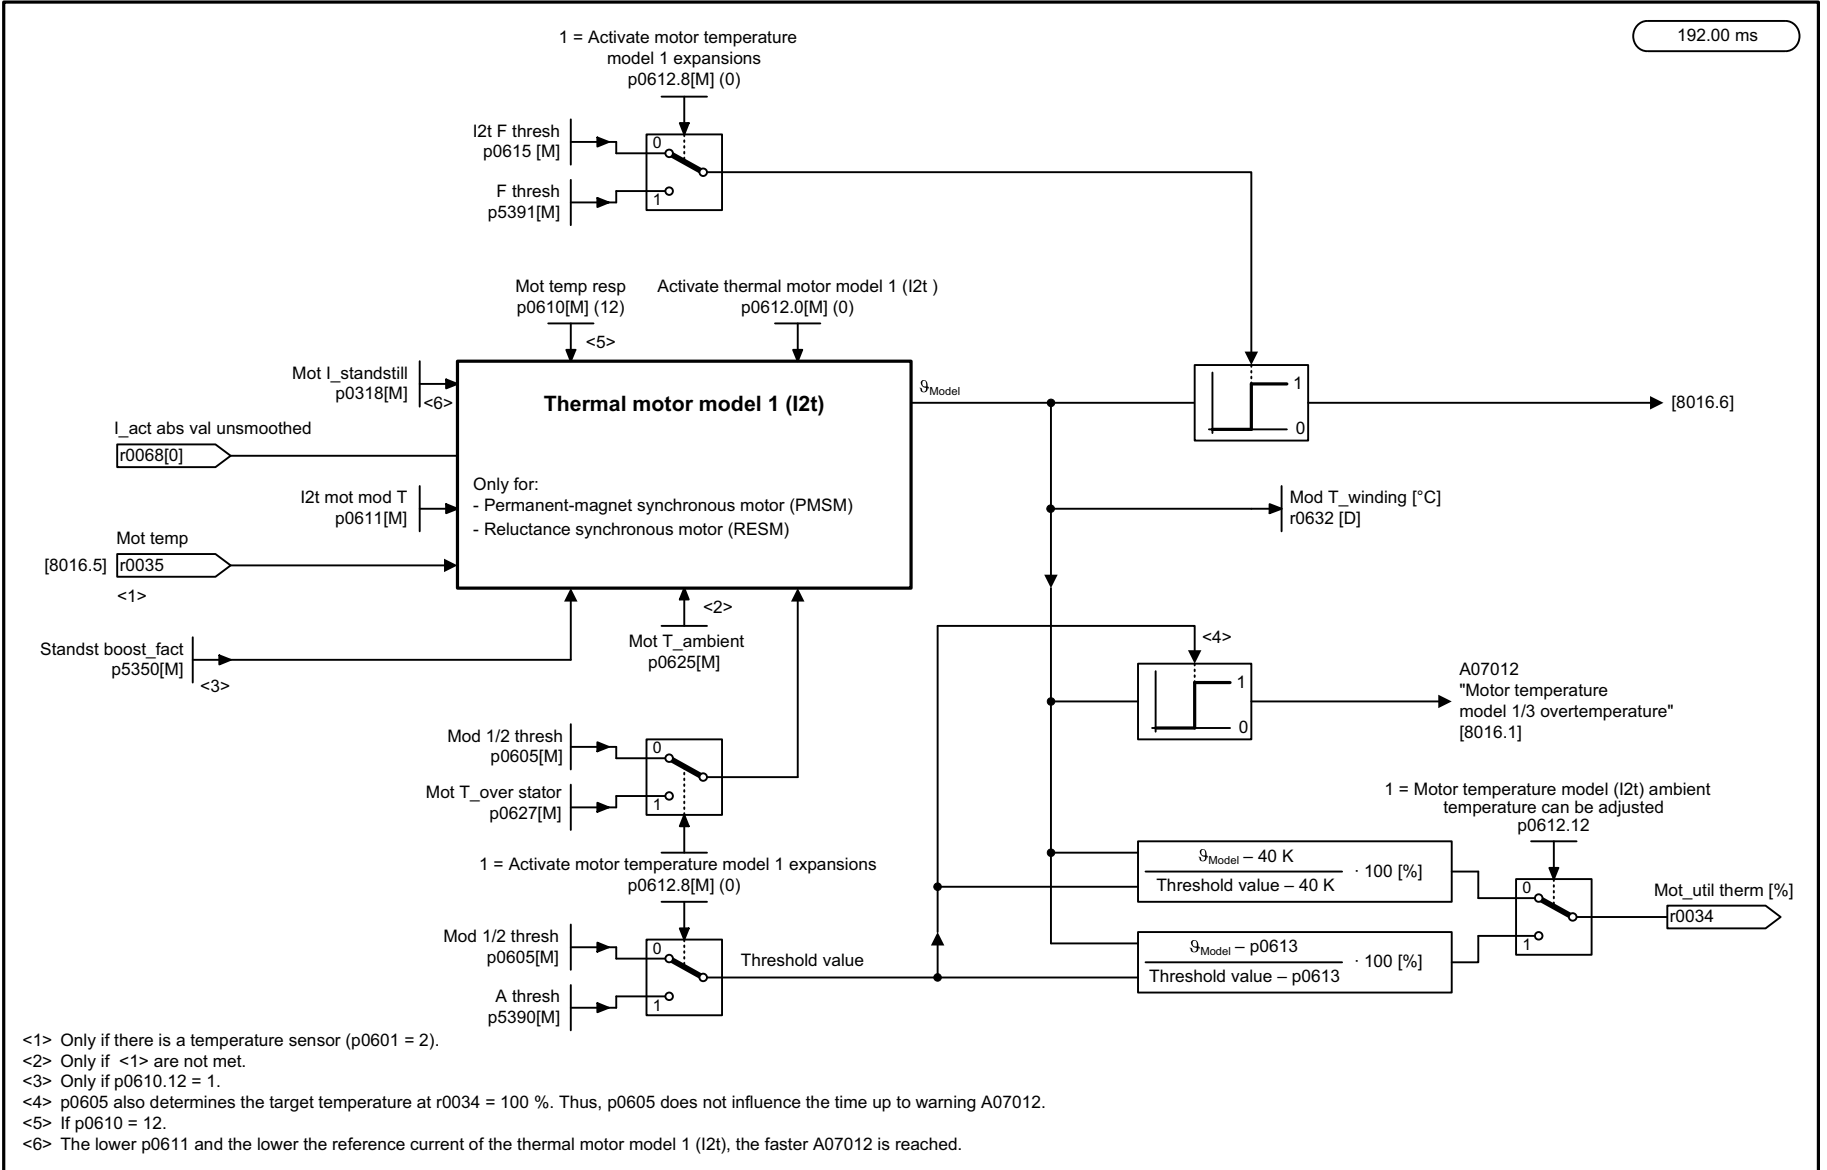 192.00 ms
1 = Activate motor temperature
model 1 expansions
p0612.8[M] (0)
I2t F thresh
p0615 [M]
0
F thresh
p5391[M]
1
Mot temp resp
p0610[M] (12)
<5>
Activate thermal motor model 1 (I2t )
p0612.0[M] (0)
Mot I_standstill
p0318[M]
<6>
I_act abs val unsmoothed
r0068[0]
I2t mot mod T
p0611[M]
Mot temp
[8016.5]
r0035
<1>
Standst boost_fact
p5350[M]
<3>
Thermal motor model 1 (I2t)
Only for:
- Permanent-magnet synchronous motor (PMSM)
- Reluctance synchronous motor (RESM)
<2>
Mot T_ambient
p0625[M]
ϑModel
1
0
[8016.6]
Mod T_winding [°C]
r0632 [D]
<4>
1
0
A07012
"Motor temperature
model 1/3 overtemperature"
[8016.1]
Mod 1/2 thresh
p0605[M]
0
Mot T_over stator
p0627[M]
1
1 = Activate motor temperature model 1 expansions
p0612.8[M] (0)
Mod 1/2 thresh
p0605[M]
0
A thresh
p5390[M]
1
Threshold value
1 = Motor temperature model (I2t) ambient
temperature can be adjusted
p0612.12
ϑModel – 40 K
Threshold value – 40 K
· 100 [%]
ϑModel – p0613
Threshold value – p0613
· 100 [%]
0
1
Mot_util therm [%]
r0034
<1> Only if there is a temperature sensor (p0601 = 2).
<2> Only if <1> are not met.
<3> Only if p0610.12 = 1.
<4> p0605 also determines the target temperature at r0034 = 100 %. Thus, p0605 does not influence the time up to warning A07012.
<5> If p0610 = 12.
<6> The lower p0611 and the lower the reference current of the thermal motor model 1 (I2t), the faster A07012 is reached.